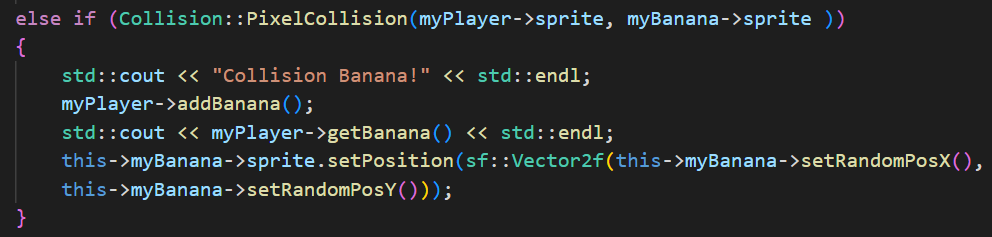 else if (Collision::PixelCollision(myPlayer->sprite, myBanana->sprite ))
{
    std::cout << "Collision Banana!" << std::endl;
    myPlayer->addBanana();
    std::cout << myPlayer->getBanana() << std::endl;
    this->myBanana->sprite.setPosition(sf::Vector2f(this->myBanana->setRandomPosX(),
    this->myBanana->setRandomPosY()));
}